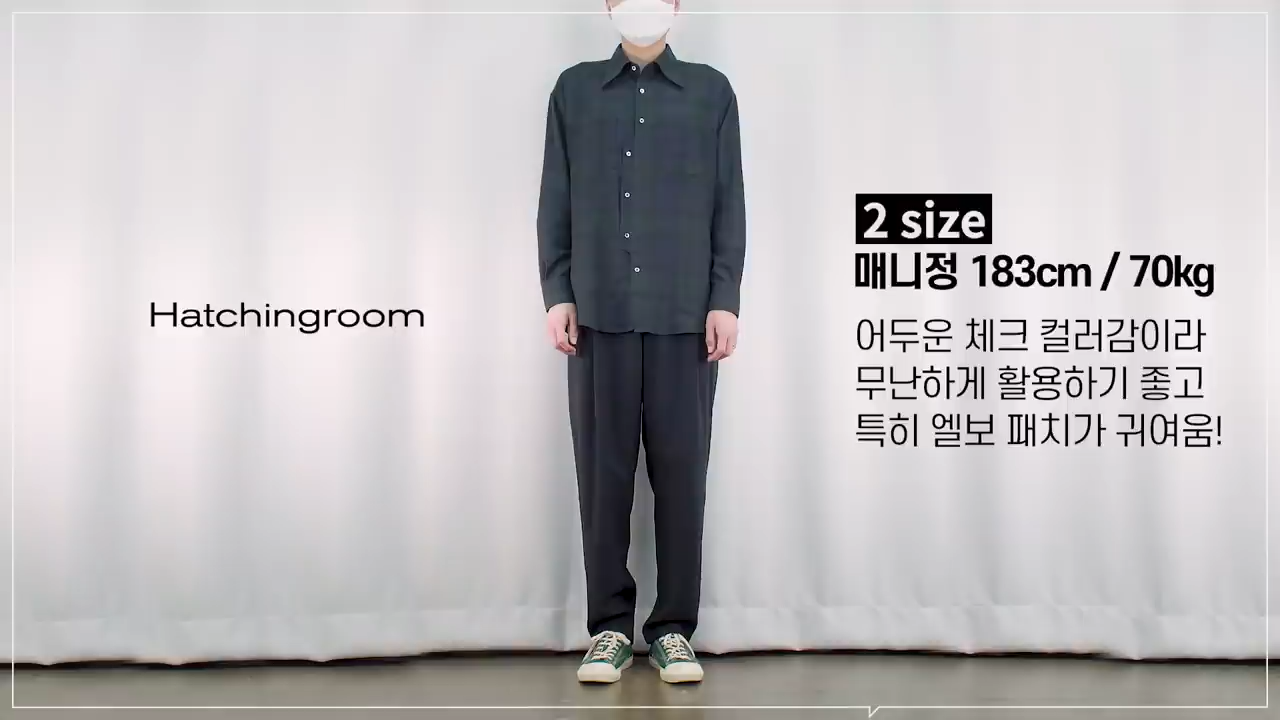 Hatchingroom
2 size
매니정 183cm / 70kg
어두운 체크 컬러감이라
무난하게 활용하기 좋고
특히 엘보 패치가 귀여움!